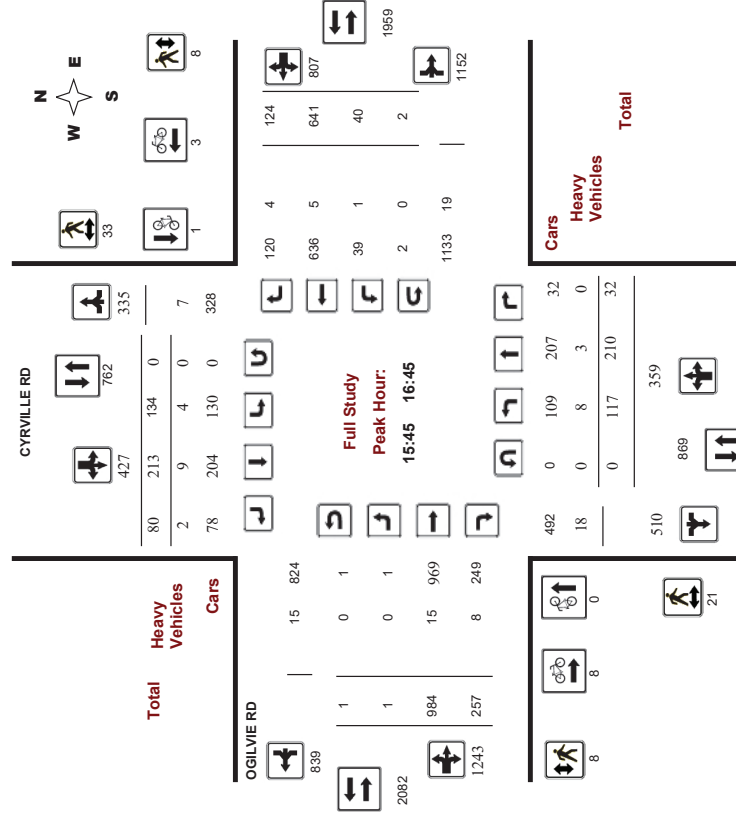 N
W E
S
8
3
33
1
CYRVILLE RD
762
427
335
80 213 134 0
2 9 4 0 7
78 204 130 0 328
Total
Heavy
Vehicles
Cars
1959
807
1152
120 4 124
636 5 641
39 1 40
2 0 2
1133 19
Full Study
Peak Hour:
15:45 16:45
OGILVIE RD
839
2082
1243
15 824
1 0 1
1 0 1
984 15 969
257 8 249
Cars
Heavy
Vehicles
Total
492 0 109 207 32
18 0 8 3 0
0 117 210 32
510
869
359
0
8
8
21